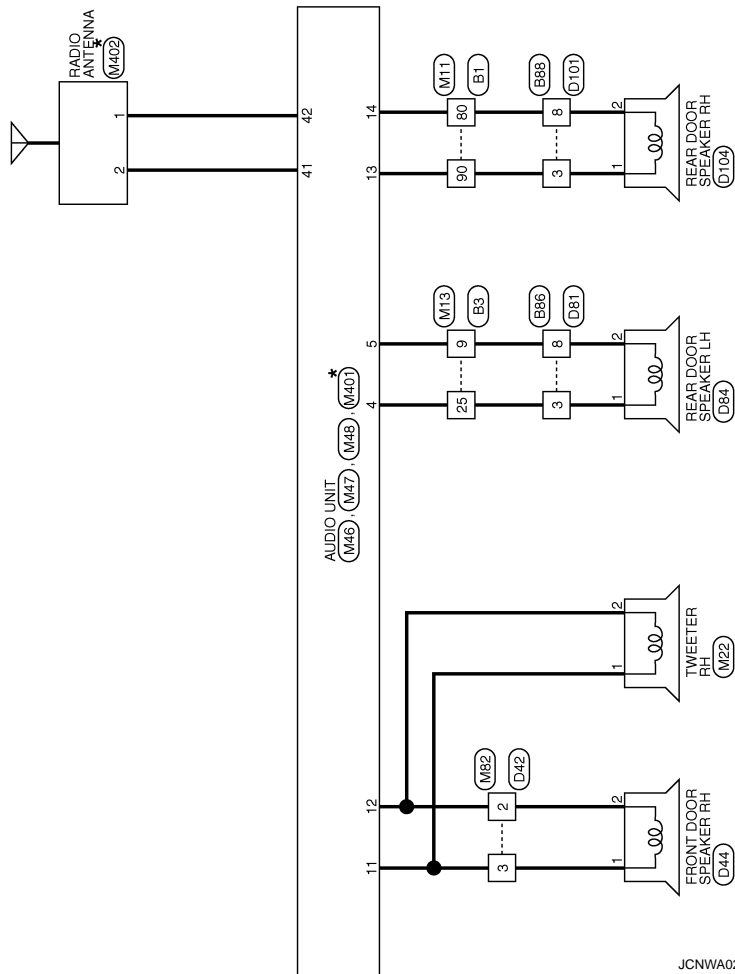 RADIO
ANTENNA
*
M402
1
2
42
41
AUDIO UNIT
M46 , M47 , M48 , M401
*
14
13
5
4
12
11
M11
B1
80
90
B88
D101
8
3
2
1
REAR DOOR
SPEAKER RH
D104
M13
B3
9
25
B86
D81
8
3
2
1
REAR DOOR
SPEAKER LH
D84
2
1
TWEETER
RH
M22
M82
D42
2
3
2
1
FRONT DOOR
SPEAKER RH
D44
JCNWA02